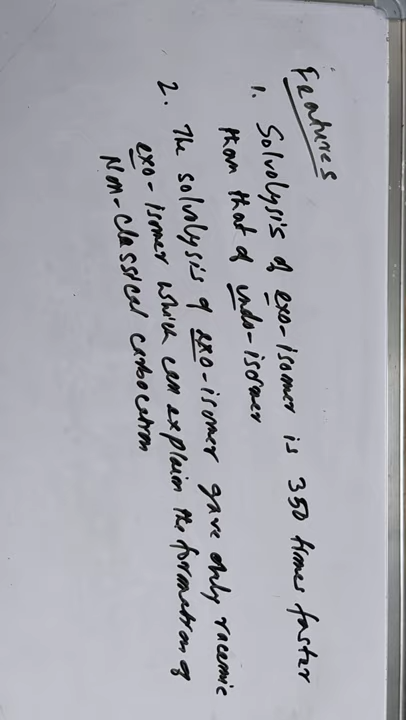 Features
1. Solvolysis of exo-isomer is 350 times faster
than that of endo-isomer
2. The solvolysis of exo-isomer gave only racemic
exo-isomer which can explain the formation of
Non-classical carbocation